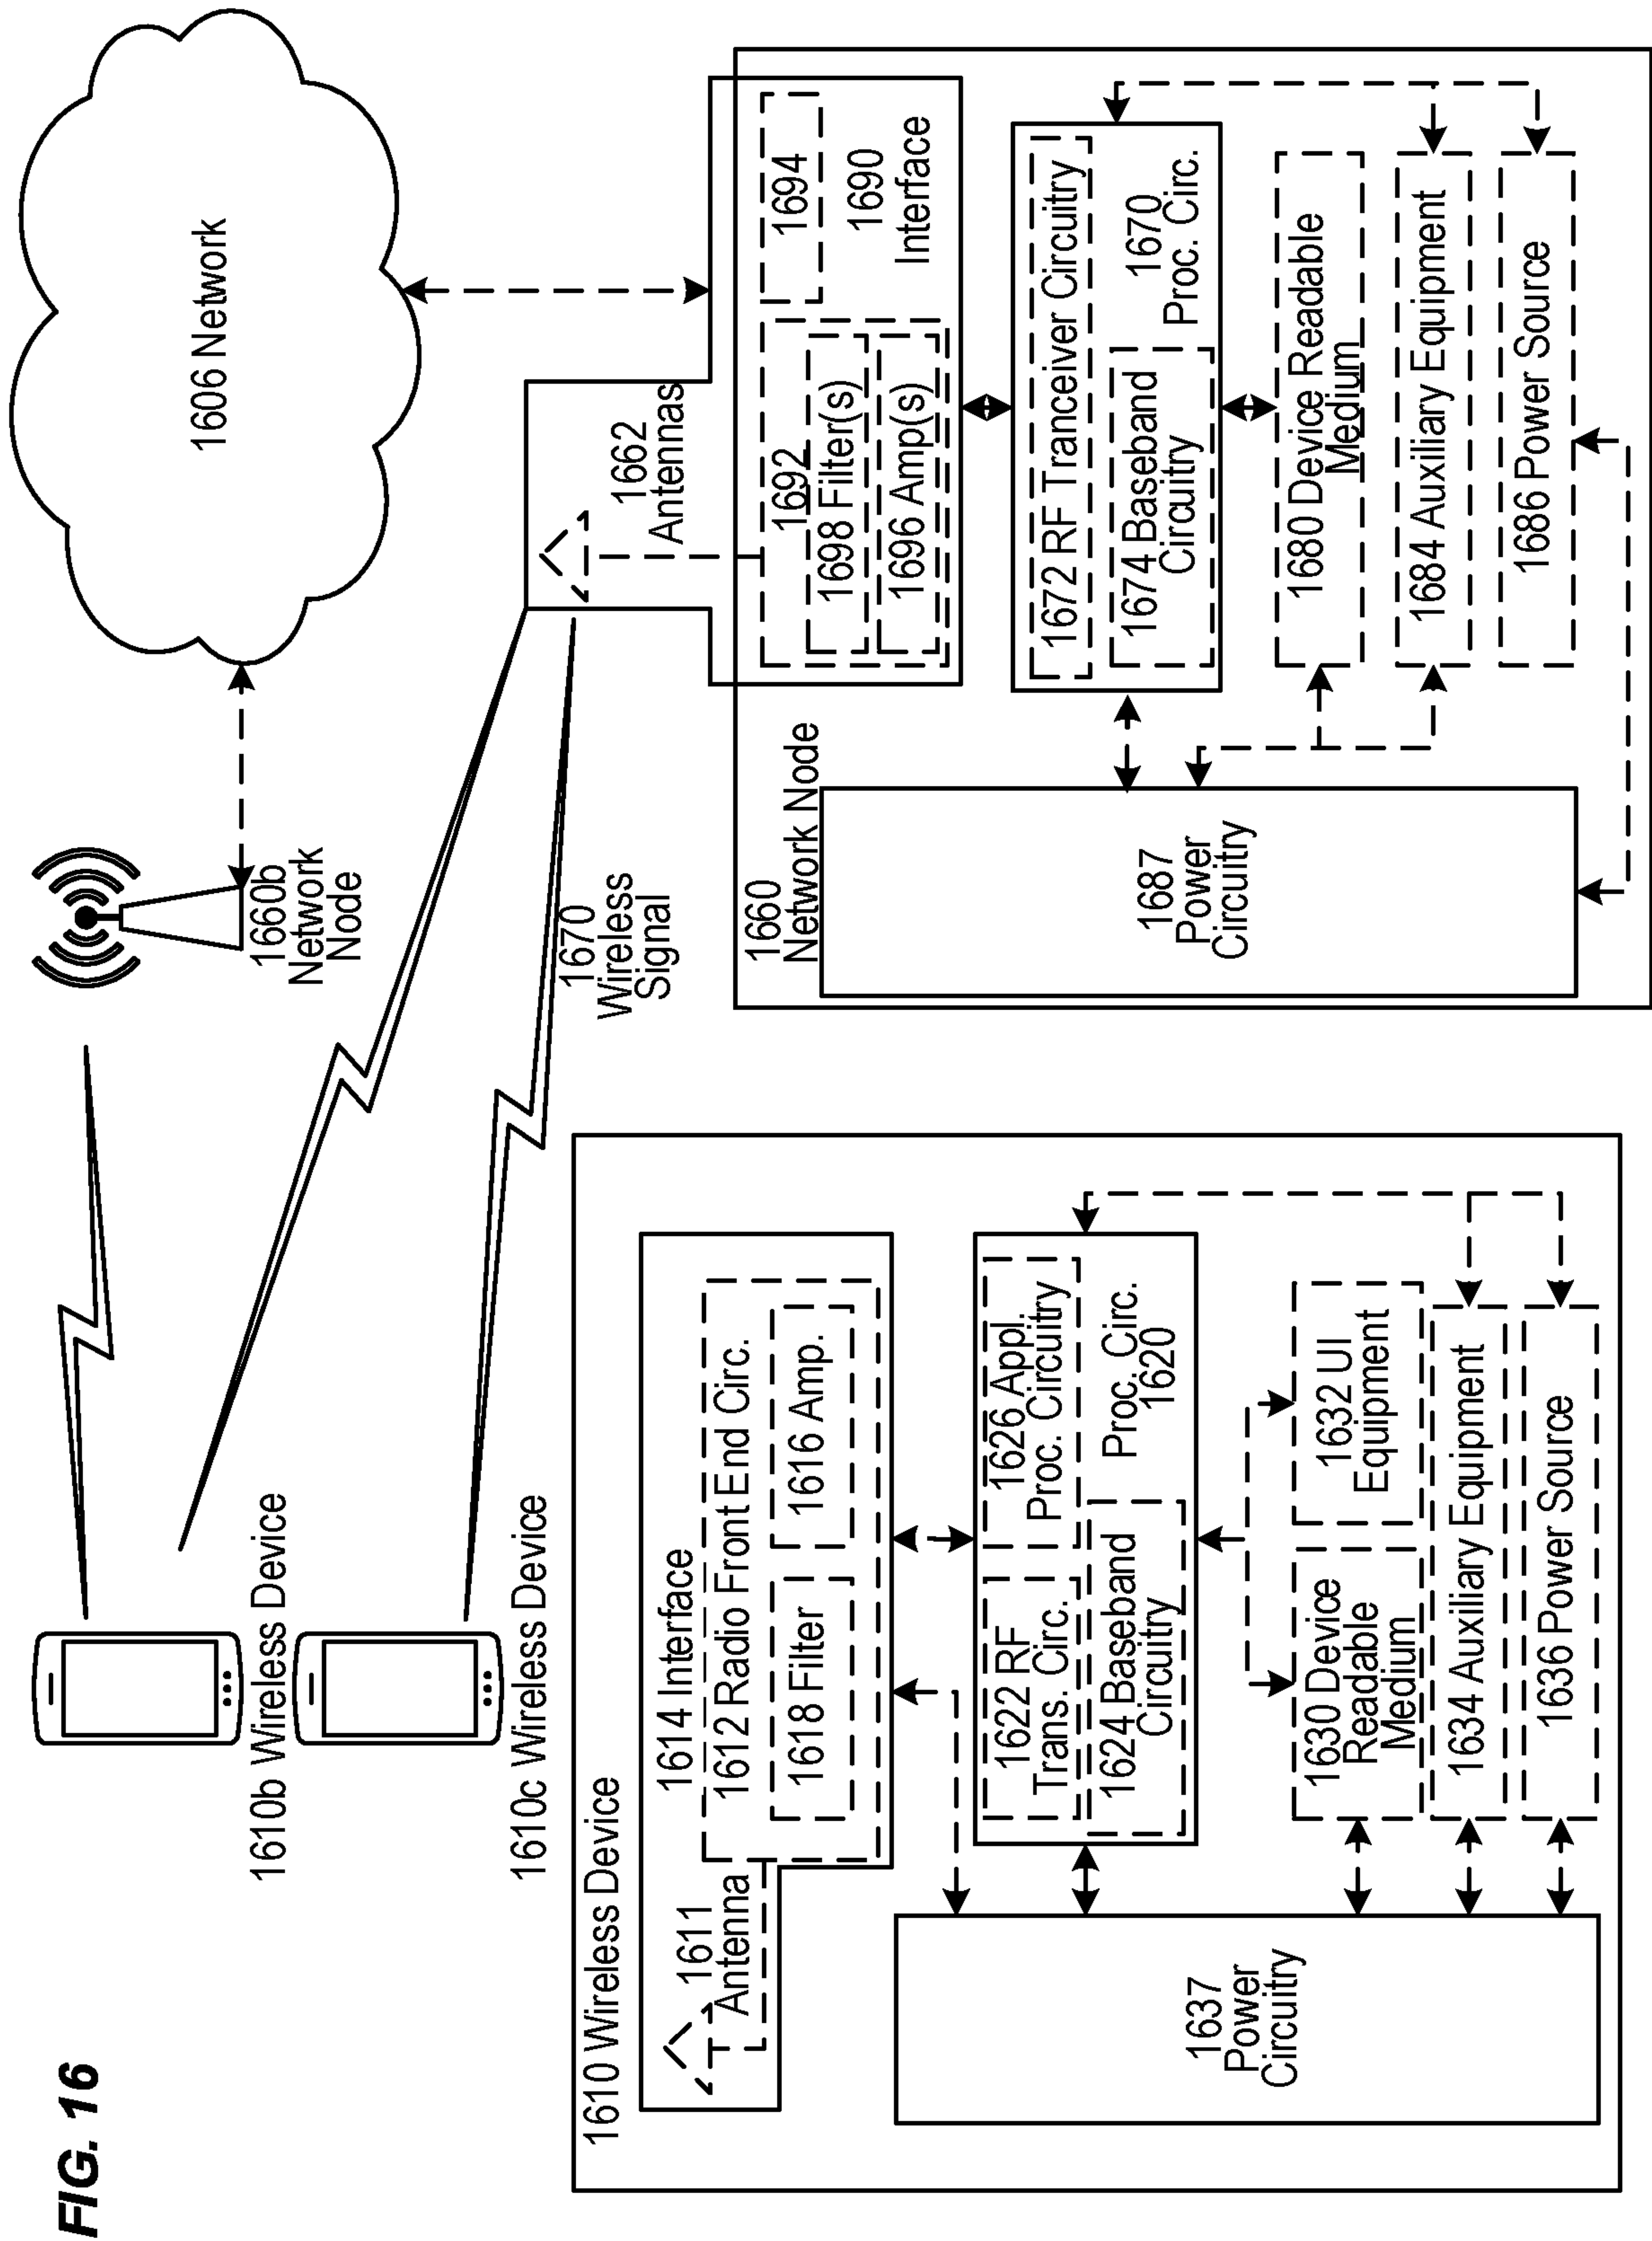 FIG. 16
1606 Network
1660b
Network
Node
1610b Wireless Device
1610c Wireless Device
1670
Wireless
Signal
1662
Antennas
1610 Wireless Device
1614 Interface
1611
Antenna
1612 Radio Front End Circ.
1618 Filter
1616 Amp.
1622 RF
Trans. Circ.
1626 Appl.
Proc. Circuitry
1624 Baseband
Circuitry
Proc. Circ.
1620
1637
Power
Circuitry
1630 Device
Readable
Medium
1632 UI
Equipment
1634 Auxiliary Equipment
1636 Power Source
1660
Network Node
1692
1698 Filter(s)
1696 Amp(s)
1694
1690
Interface
1672 RF Tranceiver Circuitry
1674 Baseband
Circuitry
1670
Proc. Circ.
1687
Power
Circuitry
1680 Device Readable
Medium
1684 Auxiliary Equipment
1686 Power Source